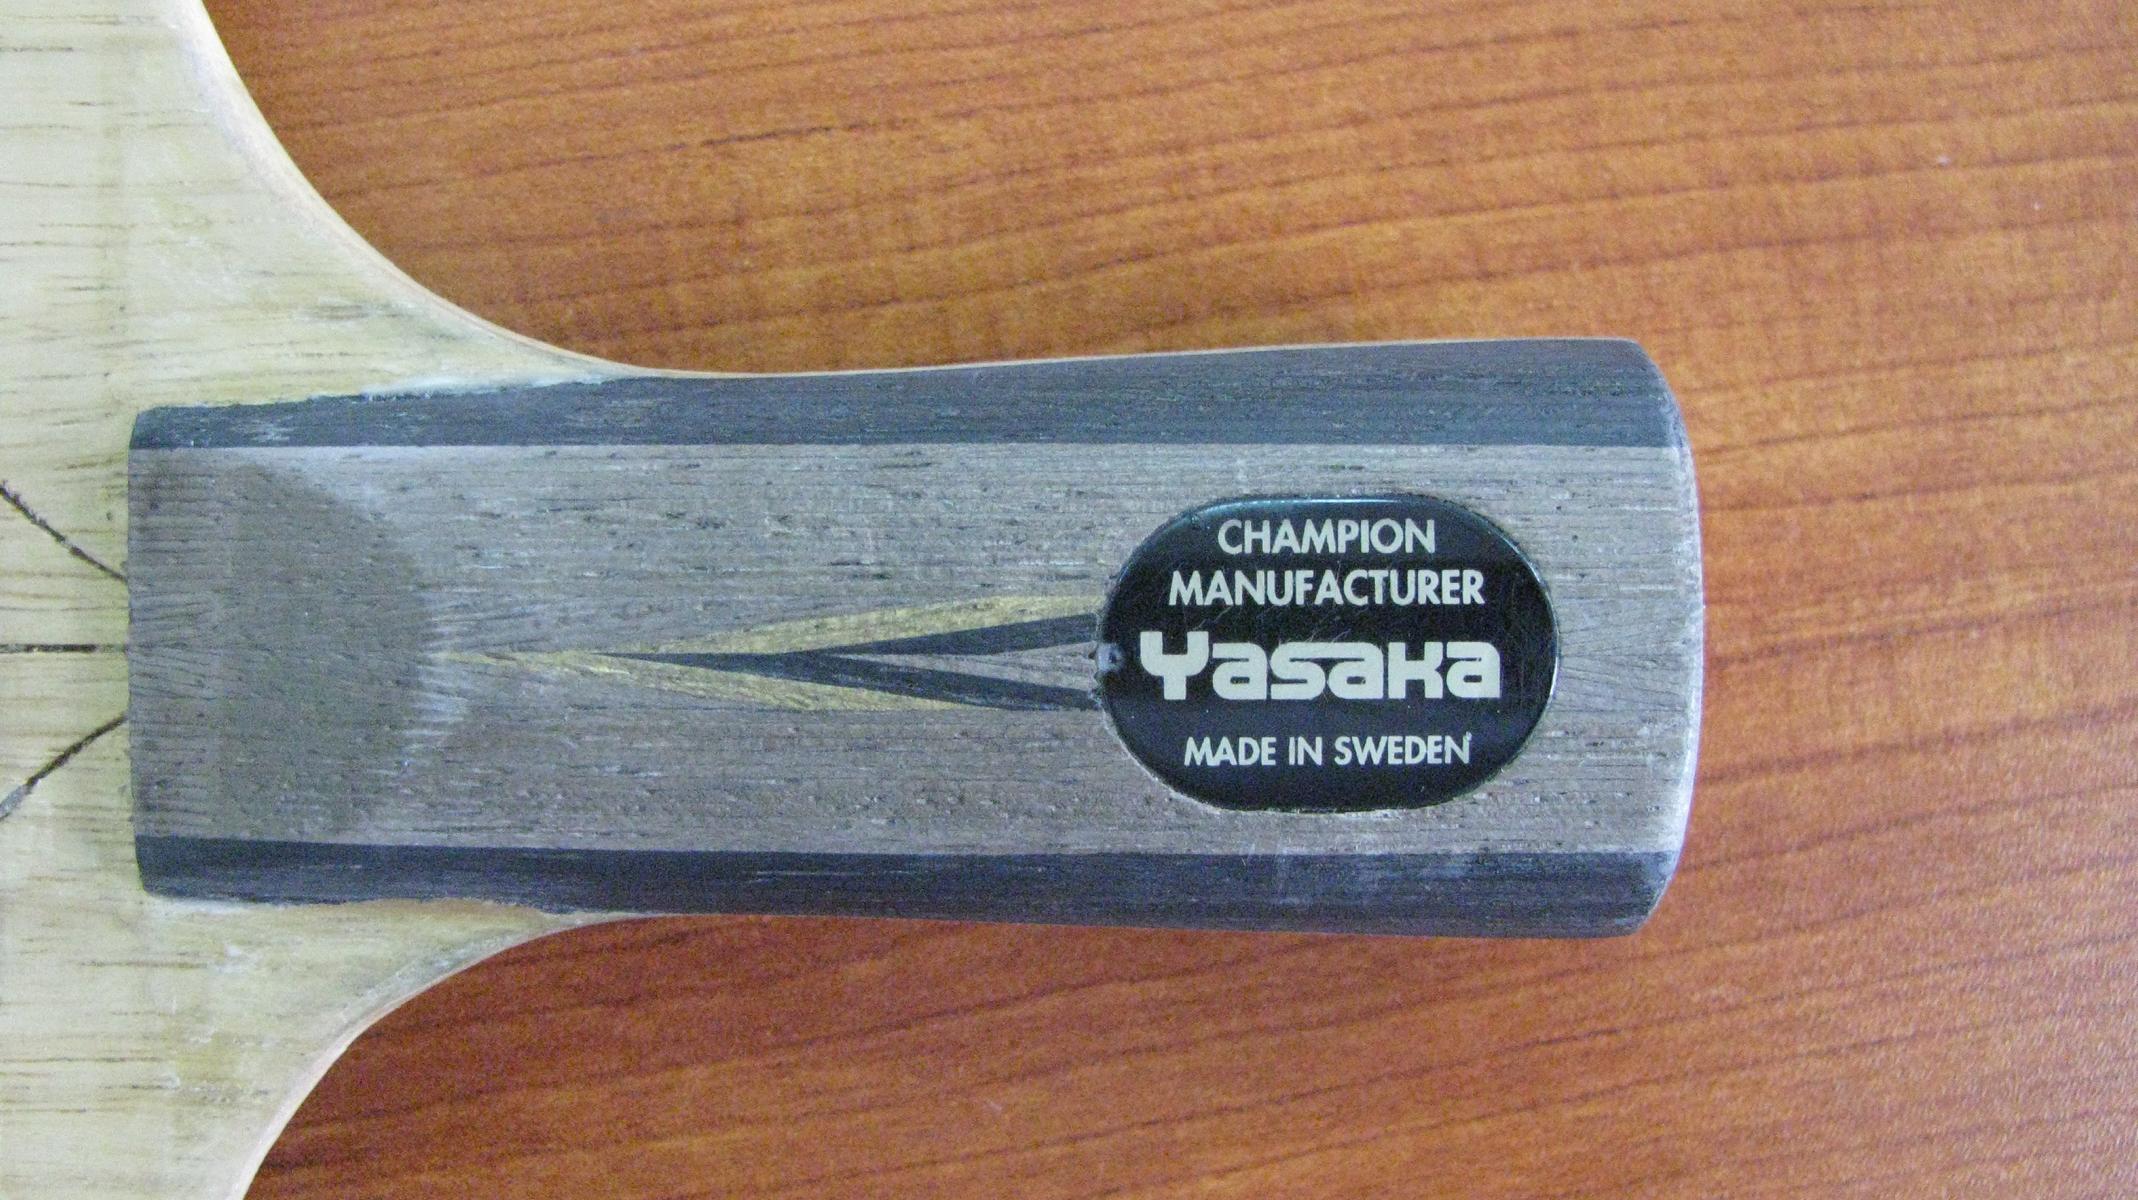 CHAMPION
MANUFACTURER
Yasaka
MADE IN SWEDEN